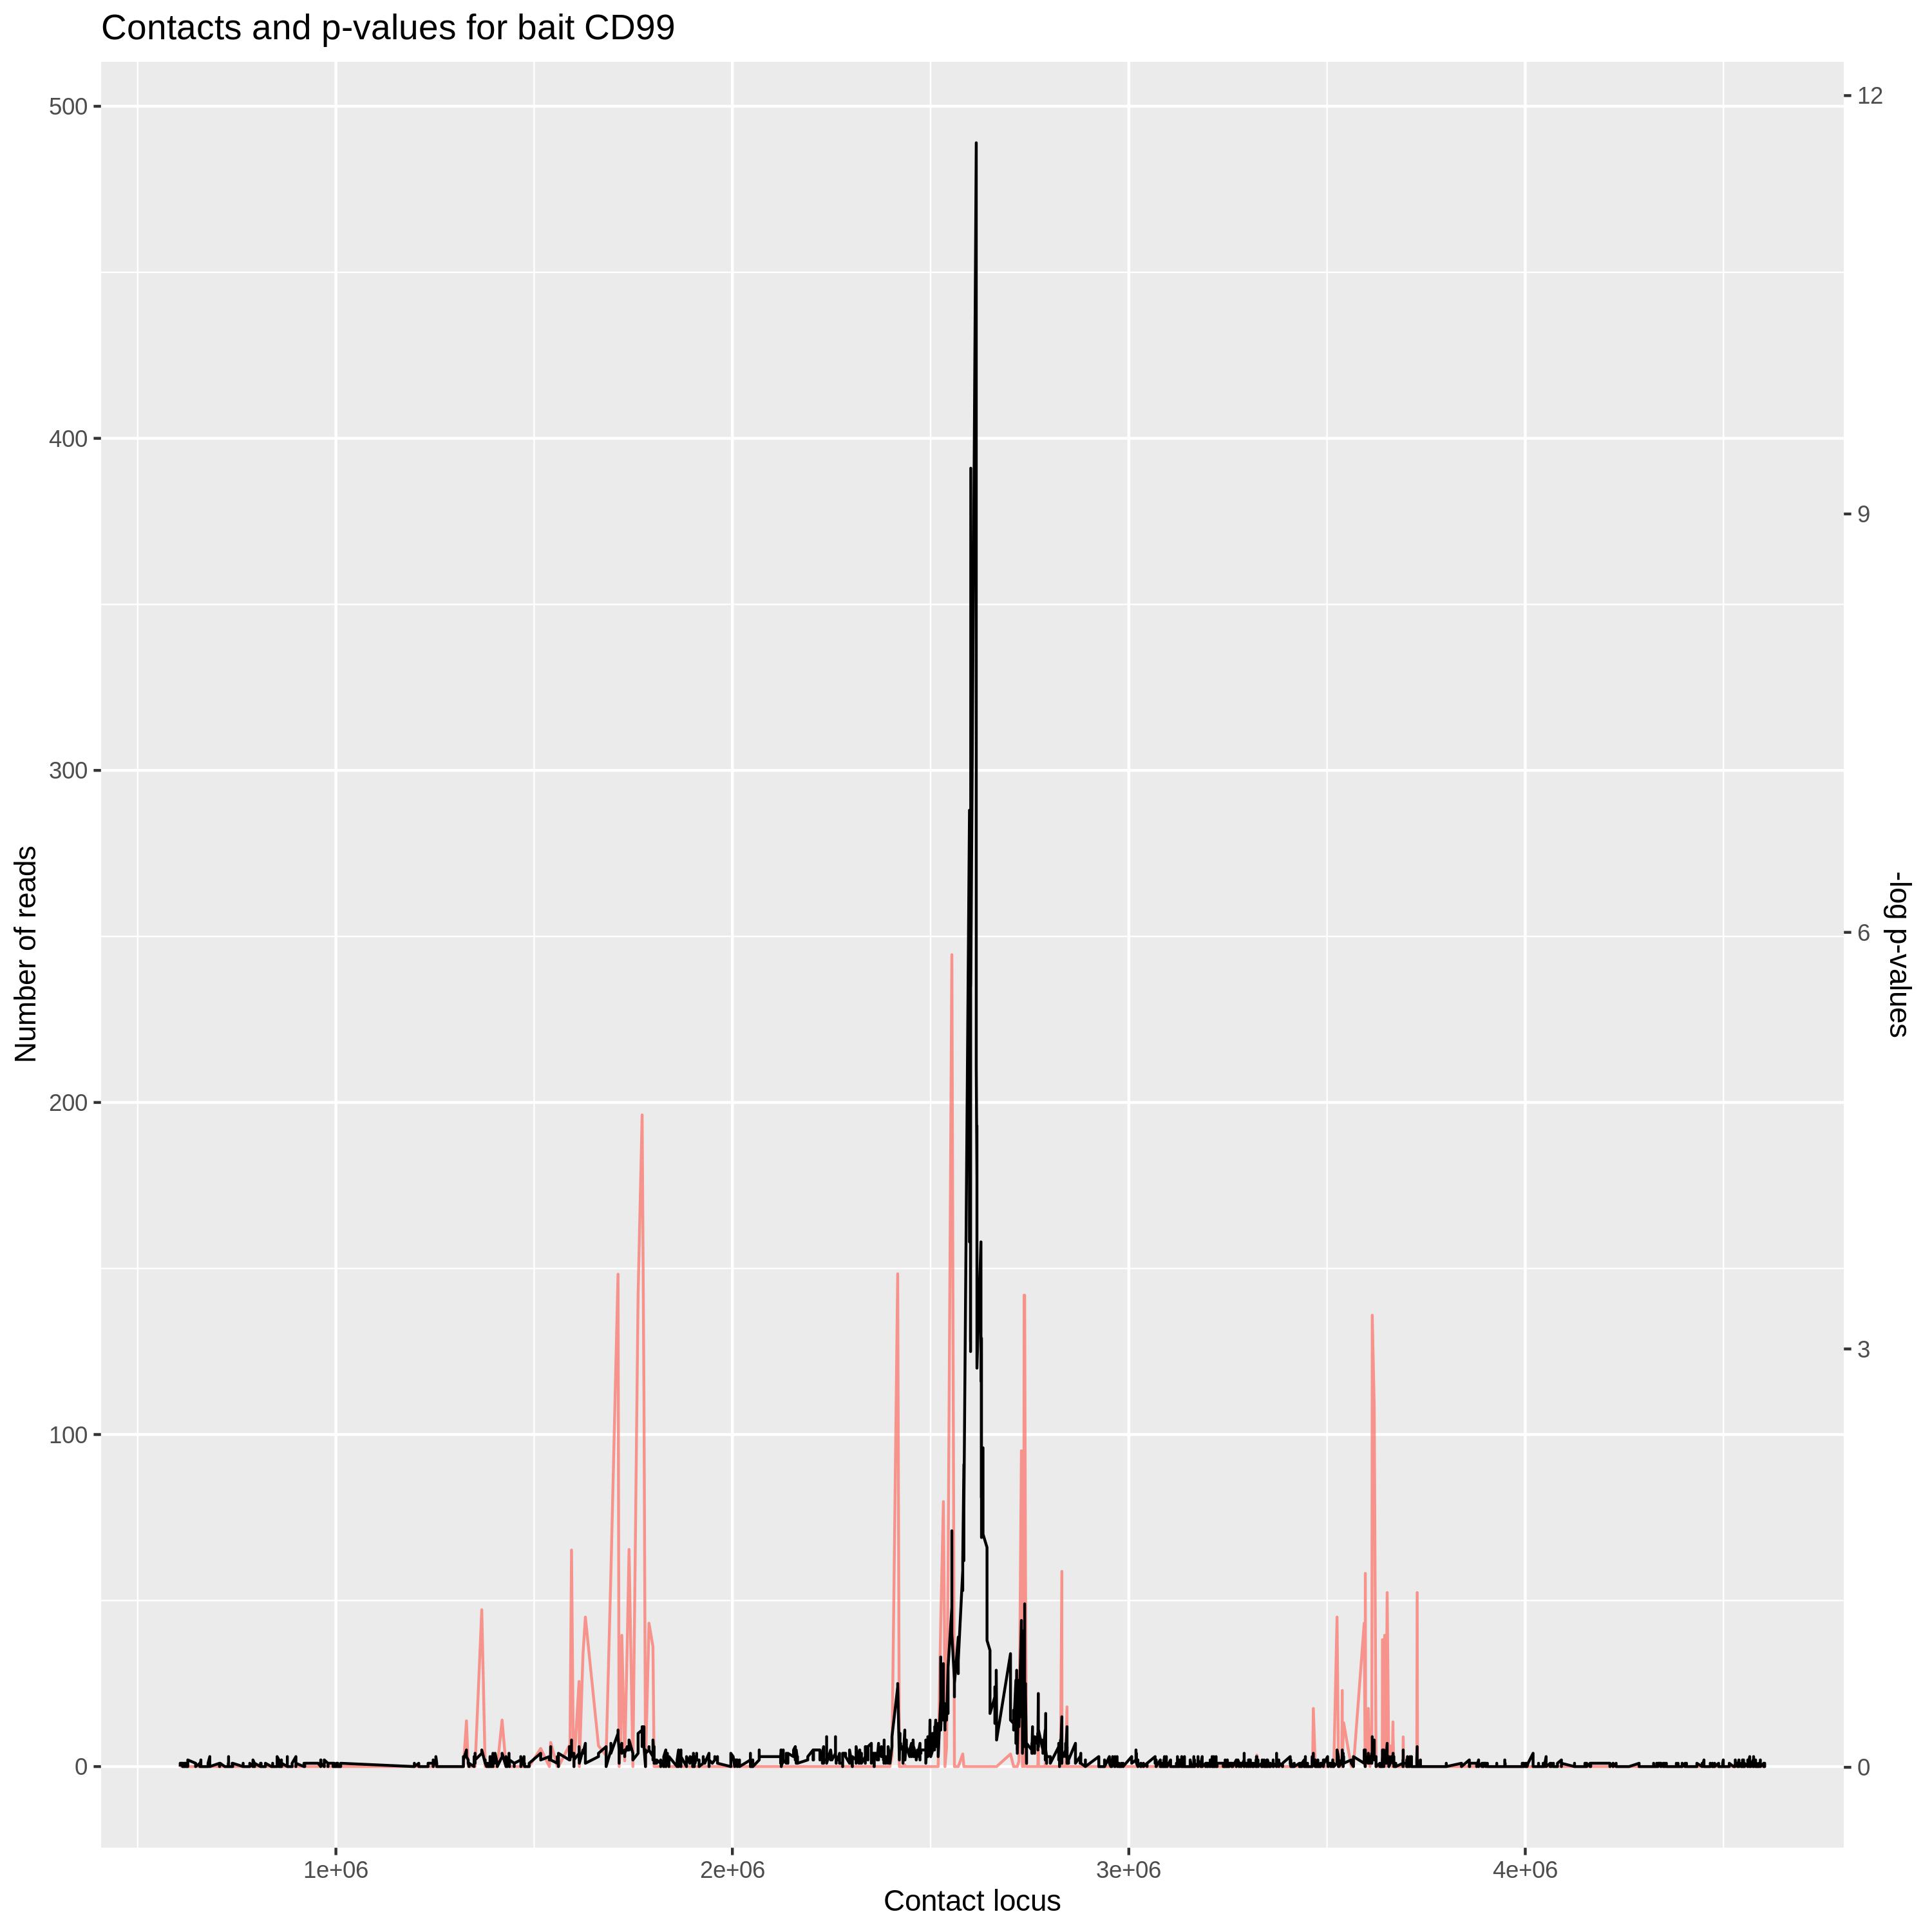 Contacts and p-values for bait CD99
500
400
300
200
100
0
Number of reads
12
9
6
3
0
-log p-values
1e+06 2e+06 3e+06 4e+06
Contact locus